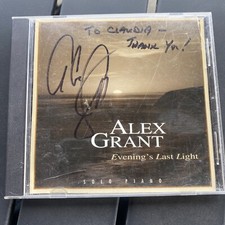 TO CLAUDIA —
THANK YOU!
ALEX
GRANT
Evening's Last Light
SOLO PIANO